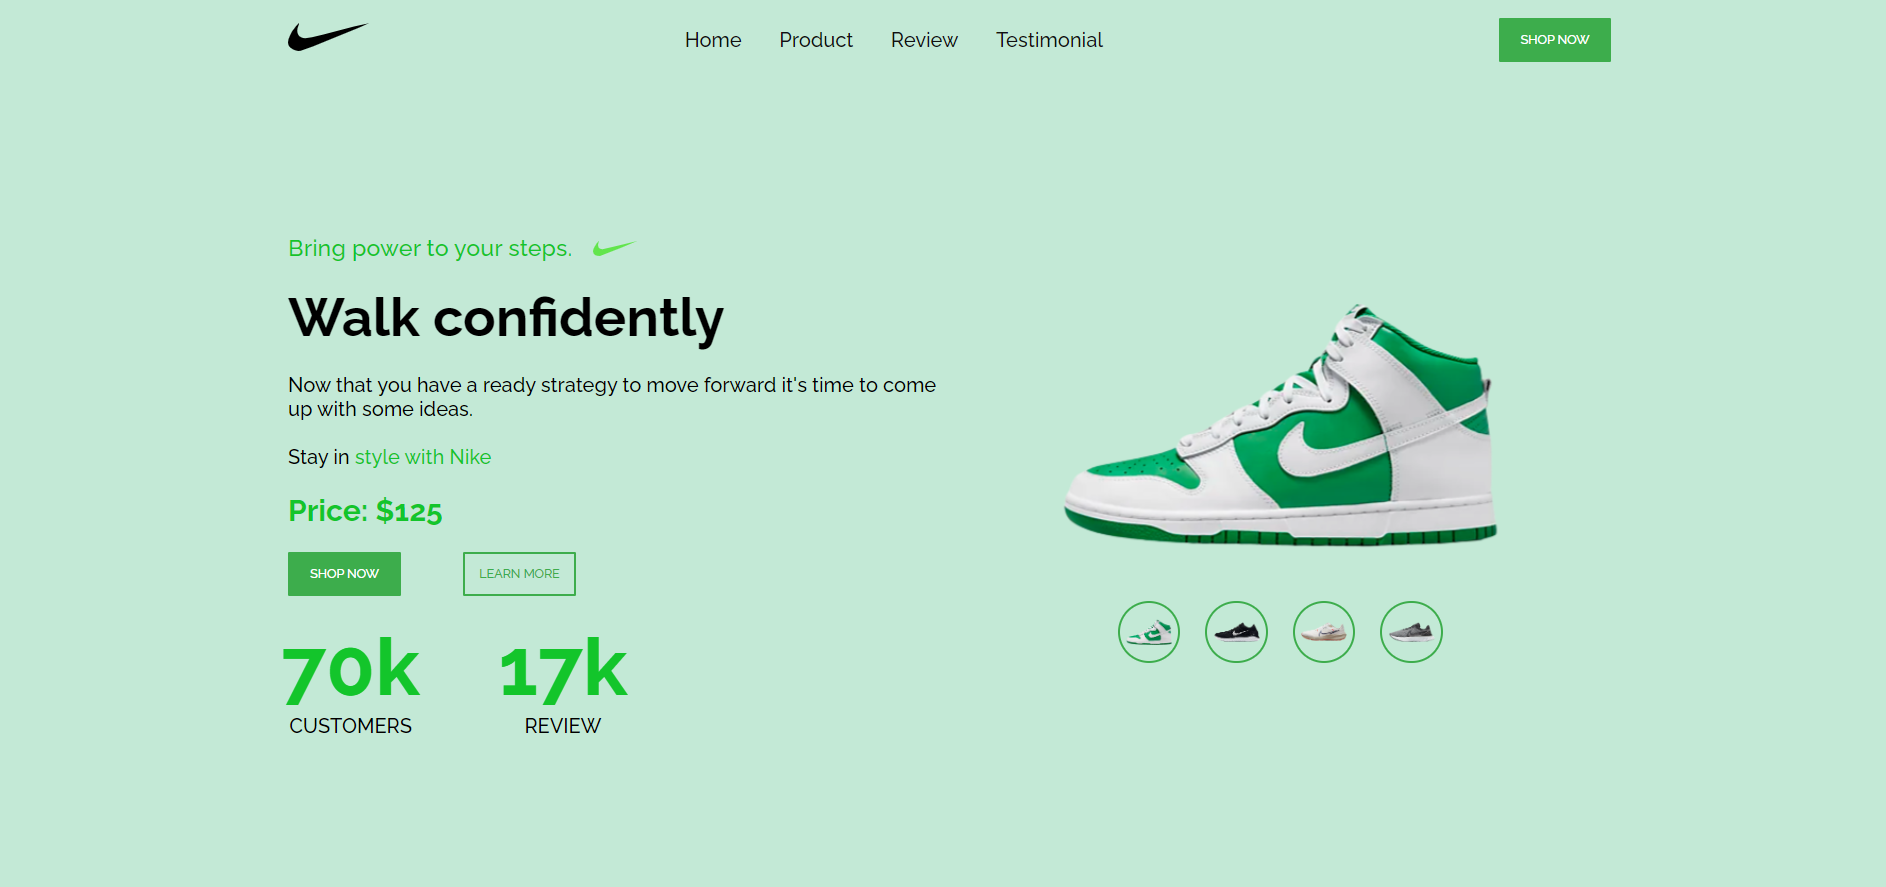 Home Product Review Testimonial SHOP NOW
Bring power to your steps.
Walk confidently
Now that you have a ready strategy to move forward it's time to come
up with some ideas.
Stay in style with Nike
Price: $125
SHOP NOW LEARN MORE
70k 17k
CUSTOMERS REVIEW